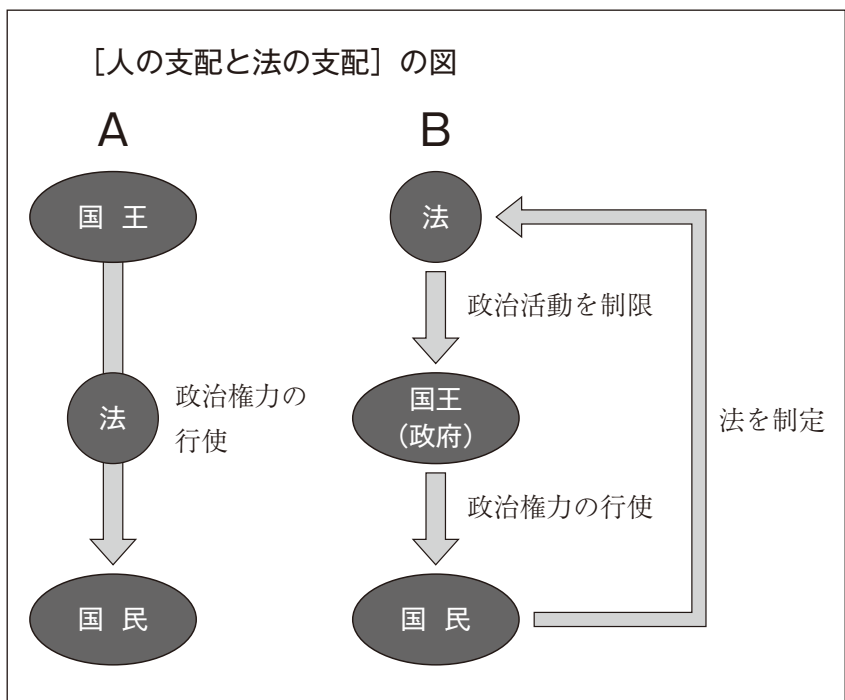 ［人の支配と法の支配］の図
A
国 王
法
政治権力の
行使
国 民
B
法
政治活動を制限
国王
（政府）
政治権力の行使
国 民
法を制定